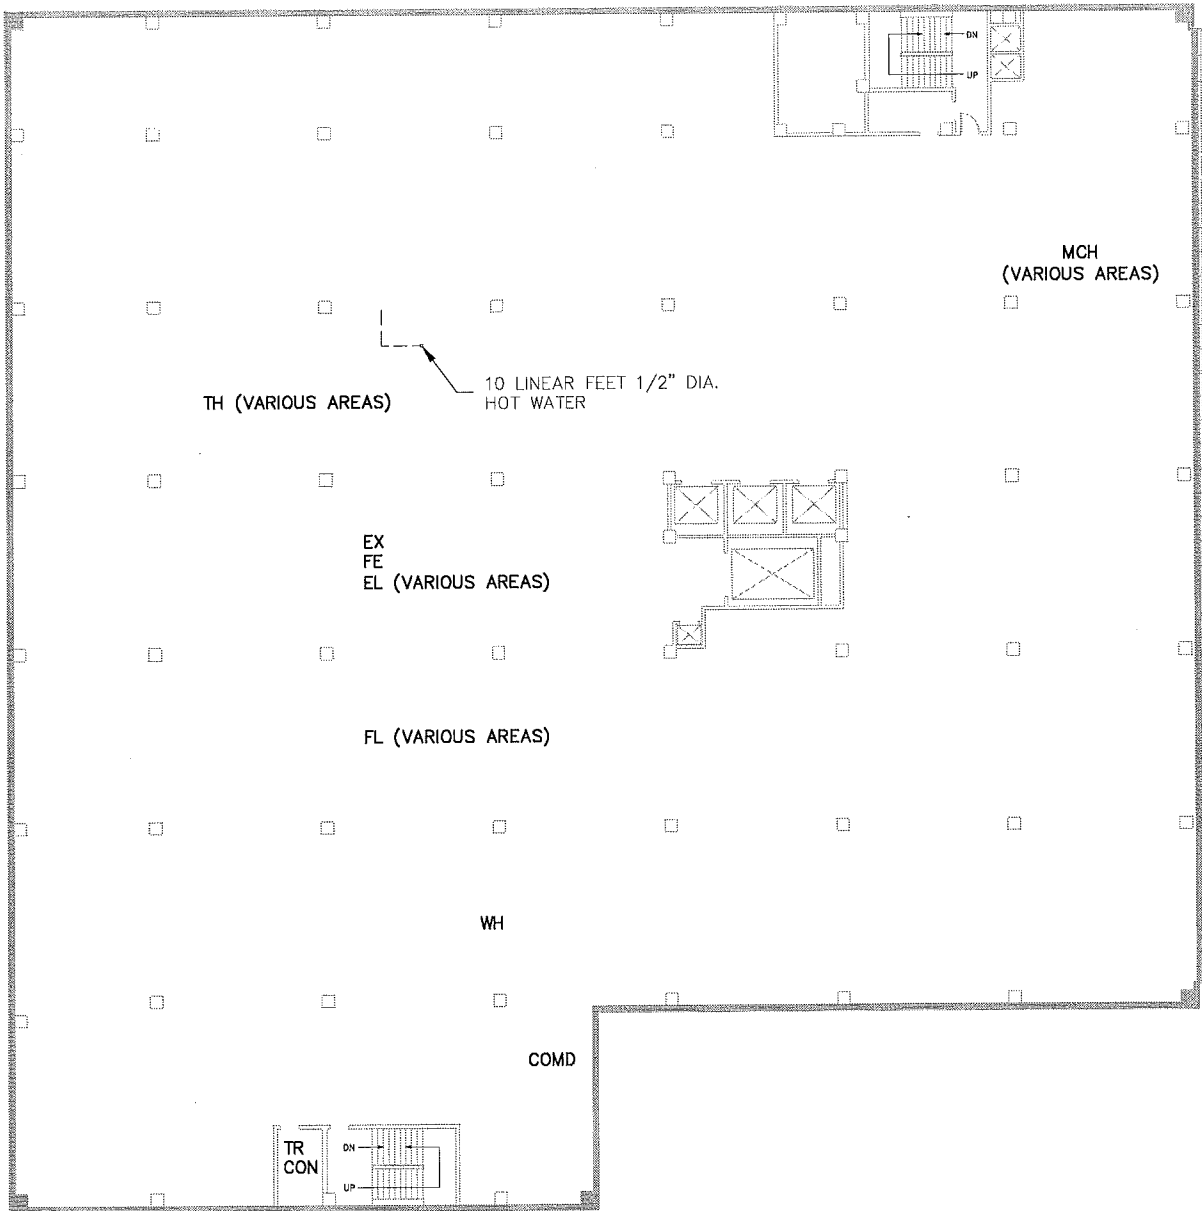 DN
UP
MCH
(VARIOUS AREAS)
10 LINEAR FEET 1/2" DIA.
HOT WATER
TH (VARIOUS AREAS)
EX
FE
EL (VARIOUS AREAS)
FL (VARIOUS AREAS)
WH
COMD
TR
CON
DN
UP